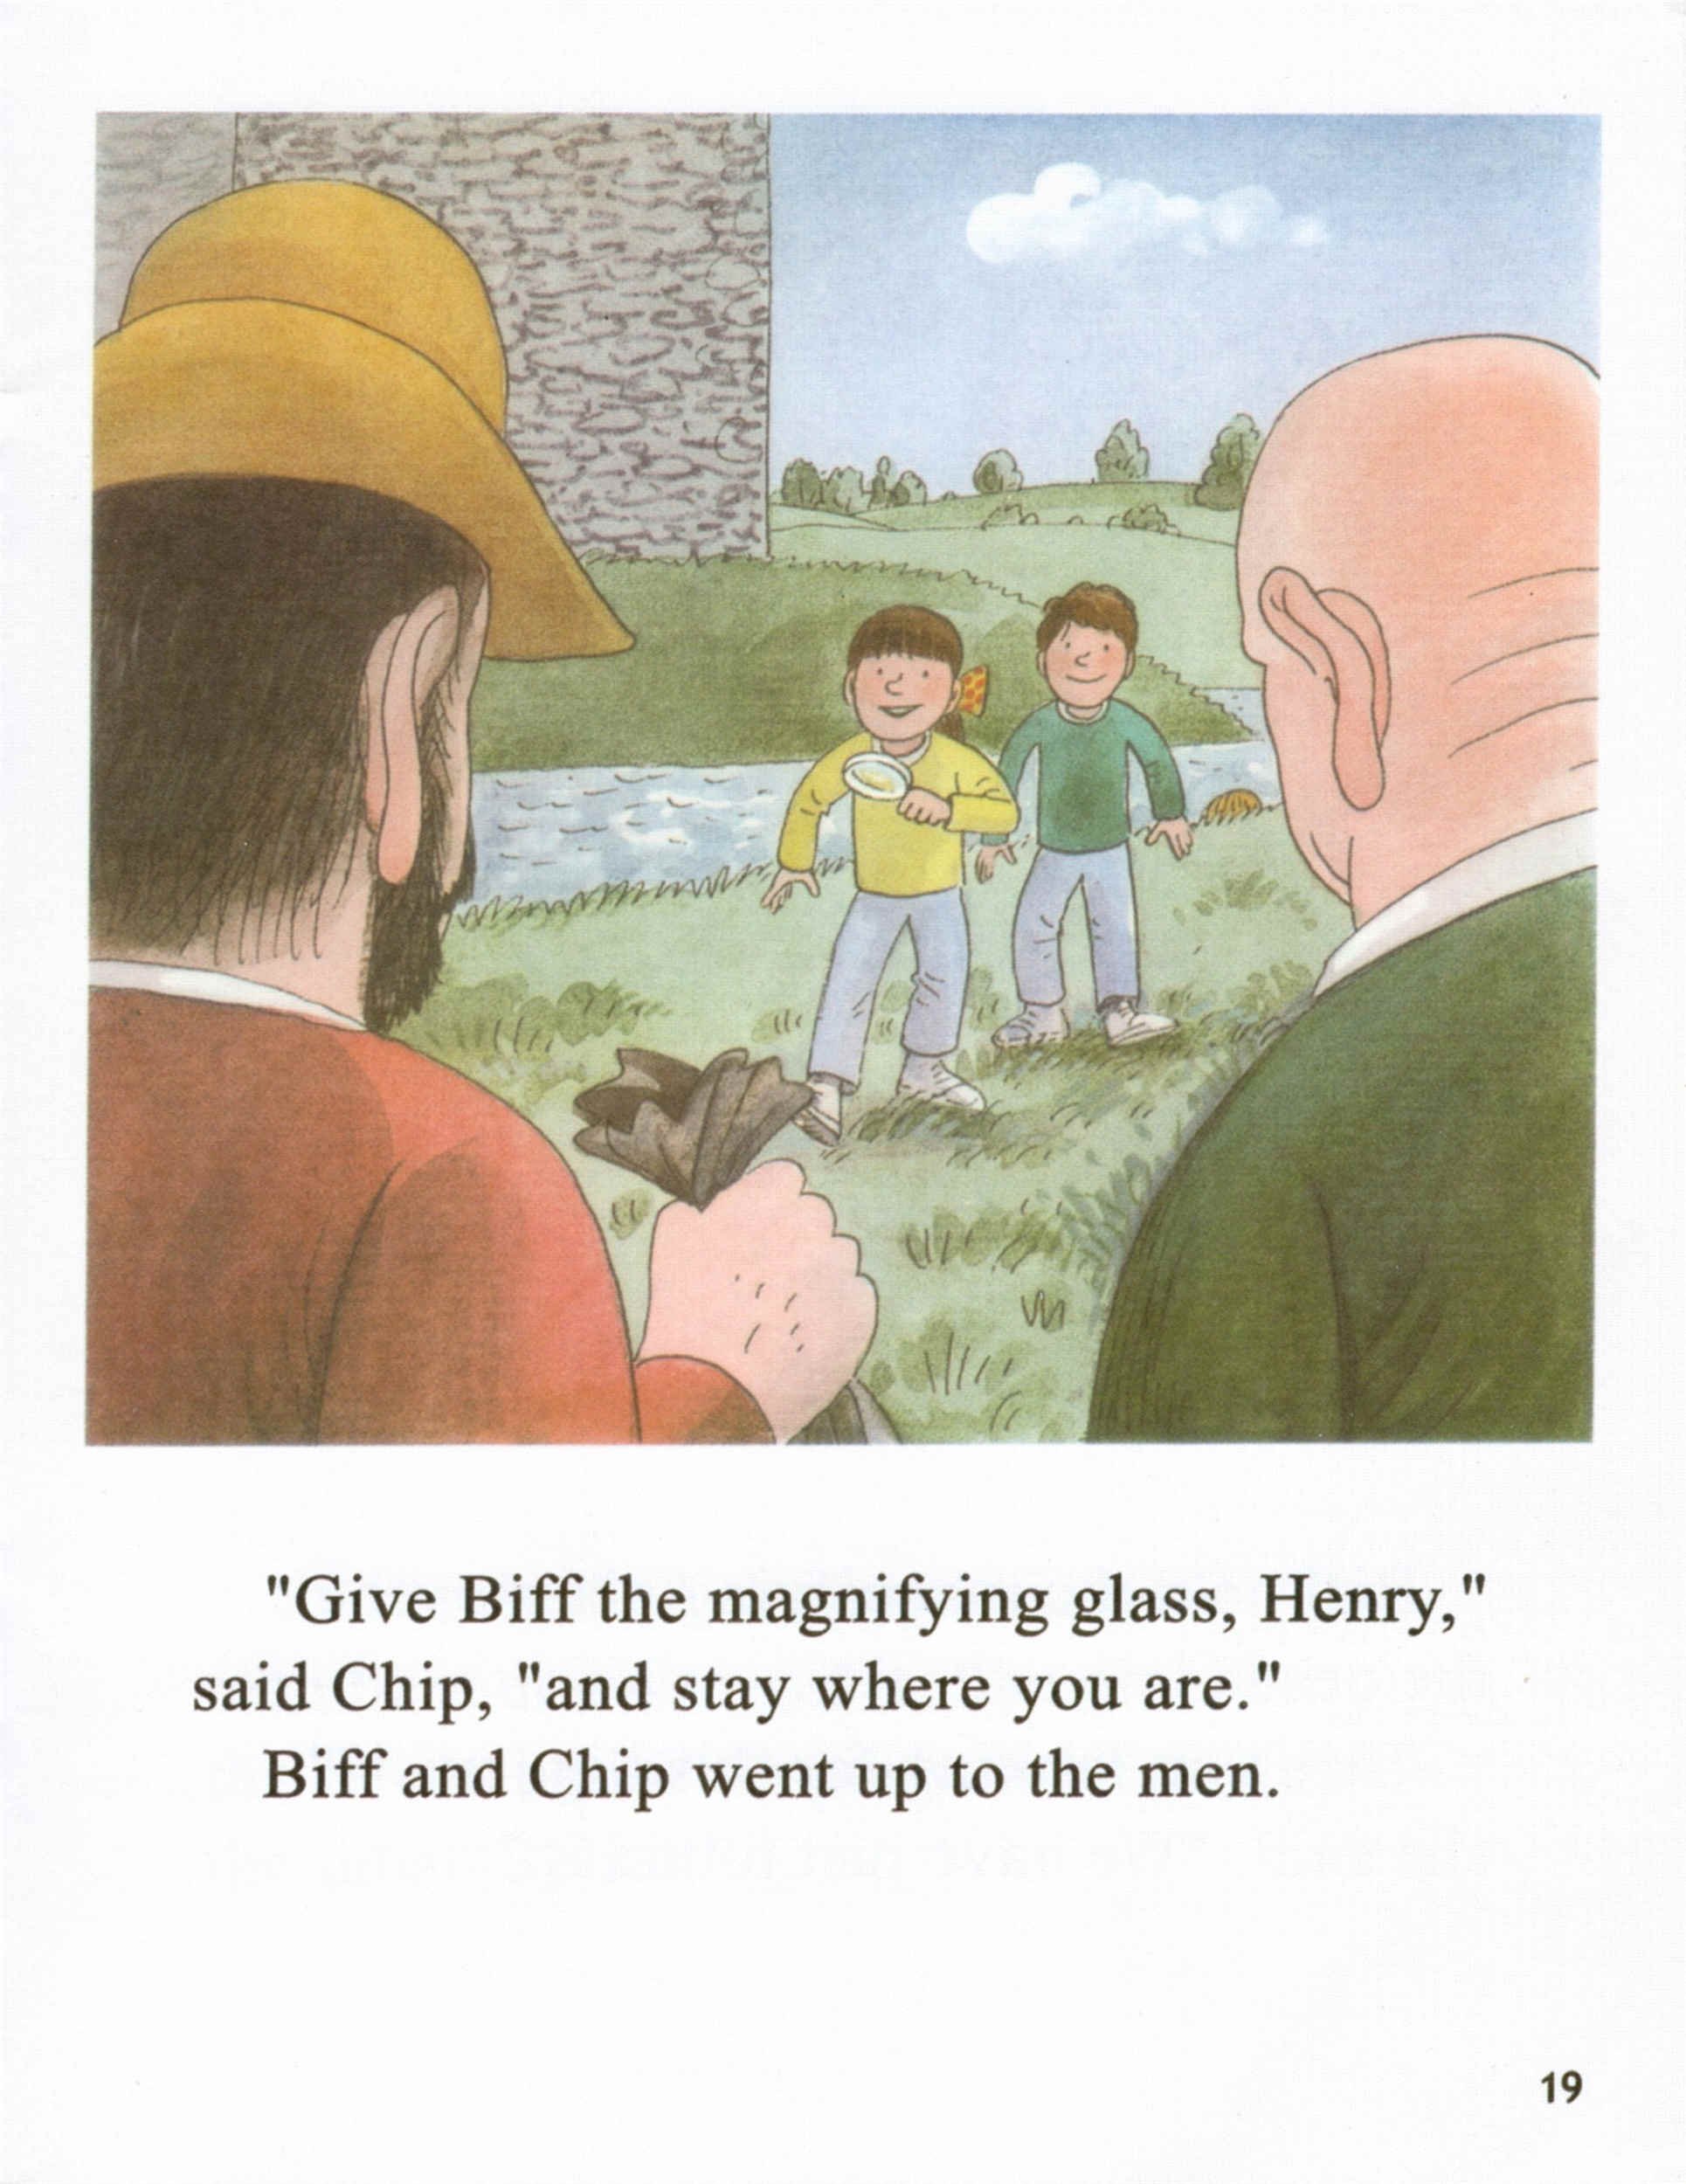 "Give Biff the magnifying glass, Henry,"
said Chip, "and stay where you are."
Biff and Chip went up to the men.
19